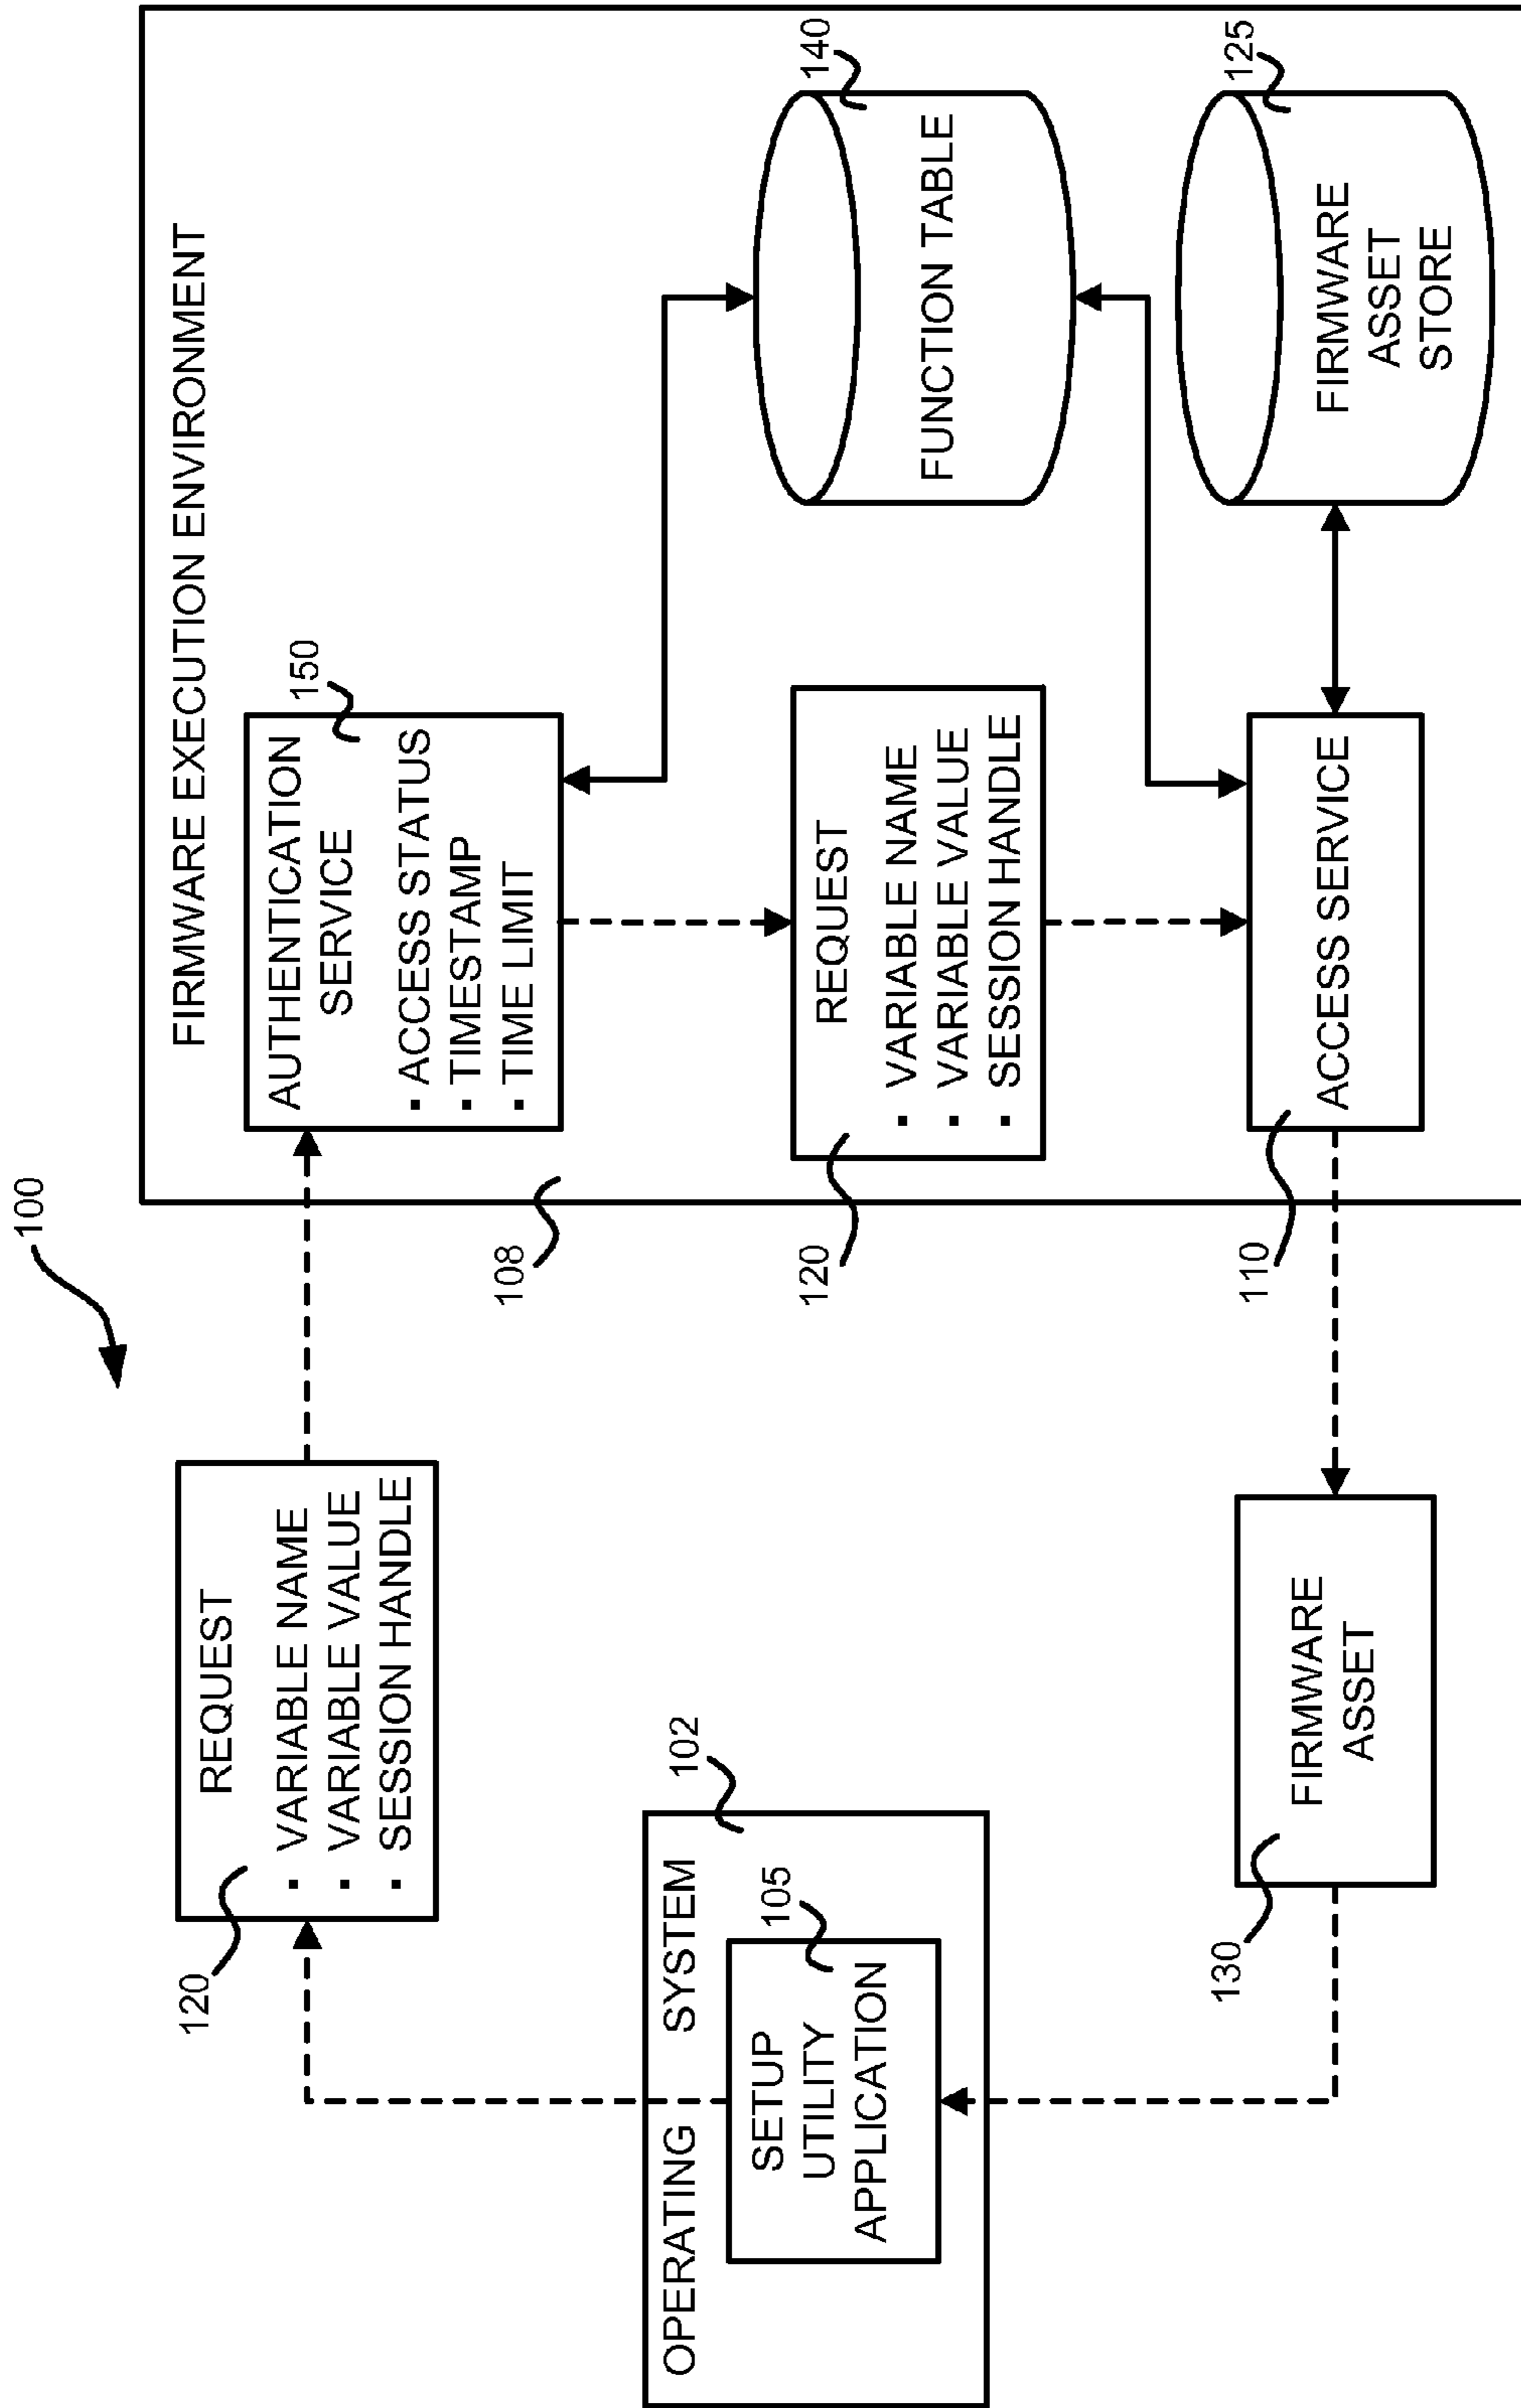 100
120
REQUEST
▪ VARIABLE NAME
▪ VARIABLE VALUE
▪ SESSION HANDLE
OPERATING SYSTEM
102
SETUP
UTILITY
APPLICATION
105
130
FIRMWARE
ASSET
108
FIRMWARE EXECUTION ENVIRONMENT
AUTHENTICATION
SERVICE
▪ ACCESS STATUS
▪ TIMESTAMP
▪ TIME LIMIT
150
120
REQUEST
▪ VARIABLE NAME
▪ VARIABLE VALUE
▪ SESSION HANDLE
110
ACCESS SERVICE
140
FUNCTION TABLE
125
FIRMWARE
ASSET
STORE